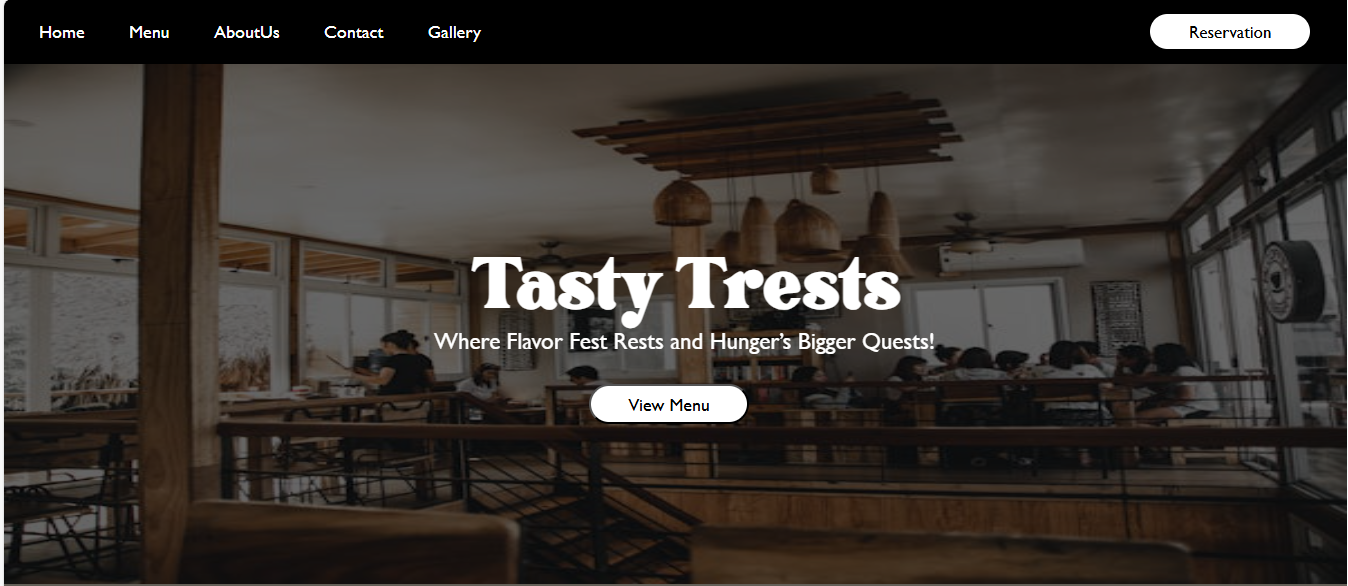 Home Menu AboutUs Contact Gallery Reservation
Tasty Trests
Where Flavor Fest Rests and Hunger’s Bigger Quests!
View Menu